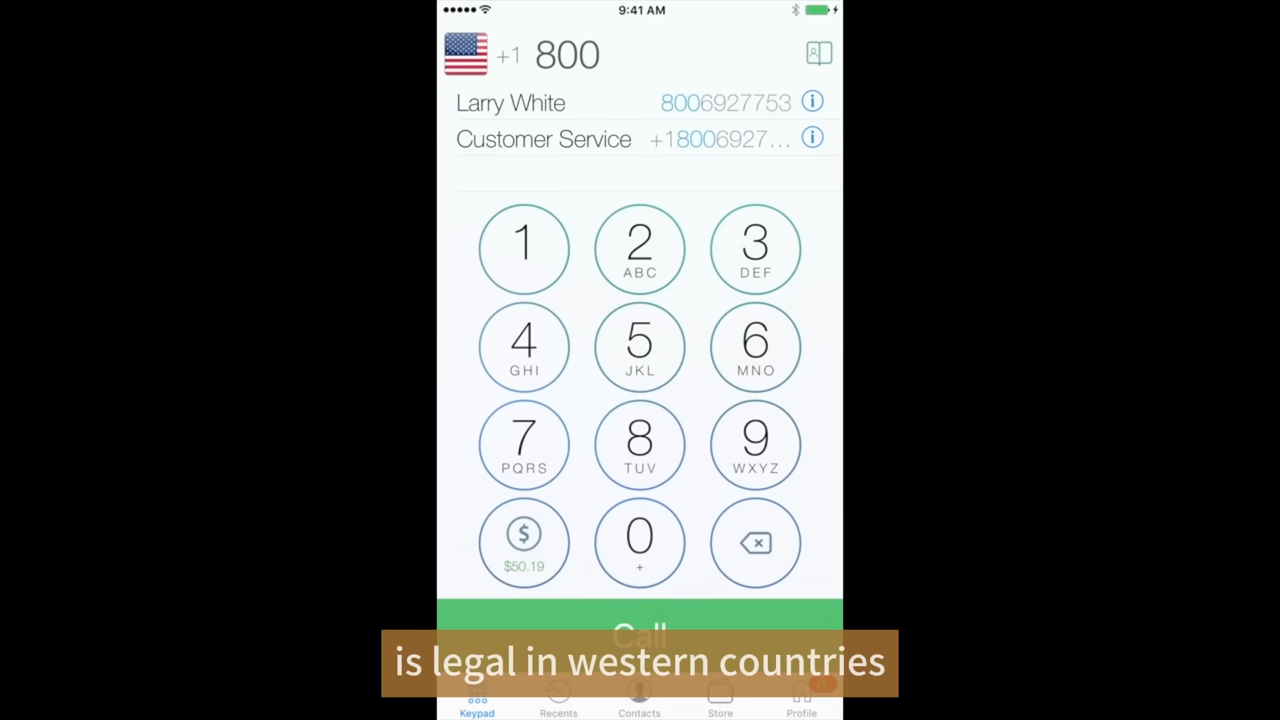 9:41 AM
+1 800
Larry White 8006927753
Customer Service +18006927...
1
2 ABC
3 DEF
4 GHI
5 JKL
6 MNO
7 PQRS
8 TUV
9 WXYZ
$ $50.19
0 +
Call
is legal in western countries
Keypad Recents Contacts Store Profile